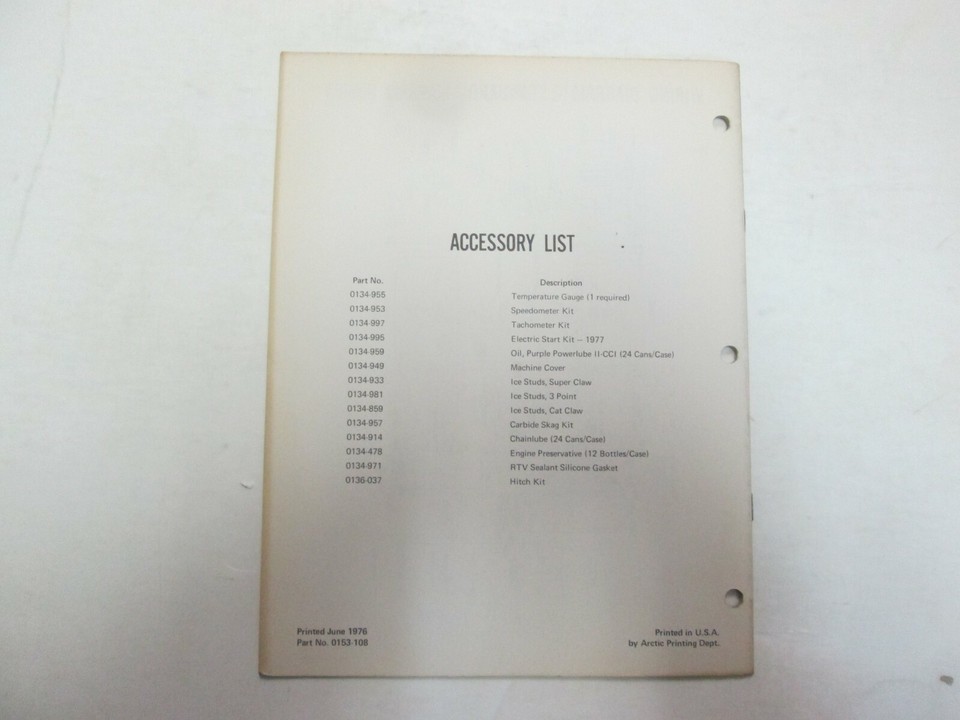 ACCESSORY LIST
Part No. Description
0134-955 Temperature Gauge (1 required)
0134-953 Speedometer Kit
0134-997 Tachometer Kit
0134-995 Electric Start Kit — 1977
0134-959 Oil, Purple Powerlube II-CCI (24 Cans/Case)
0134-949 Machine Cover
0134-933 Ice Studs, Super Claw
0134-981 Ice Studs, 3 Point
0134-859 Ice Studs, Cat Claw
0134-957 Carbide Skag Kit
0134-914 Chainlube (24 Cans/Case)
0134-478 Engine Preservative (12 Bottles/Case)
0134-971 RTV Sealant Silicone Gasket
0136-037 Hitch Kit
Printed June 1976 Printed in U.S.A.
Part No. 0153-108 by Arctic Printing Dept.